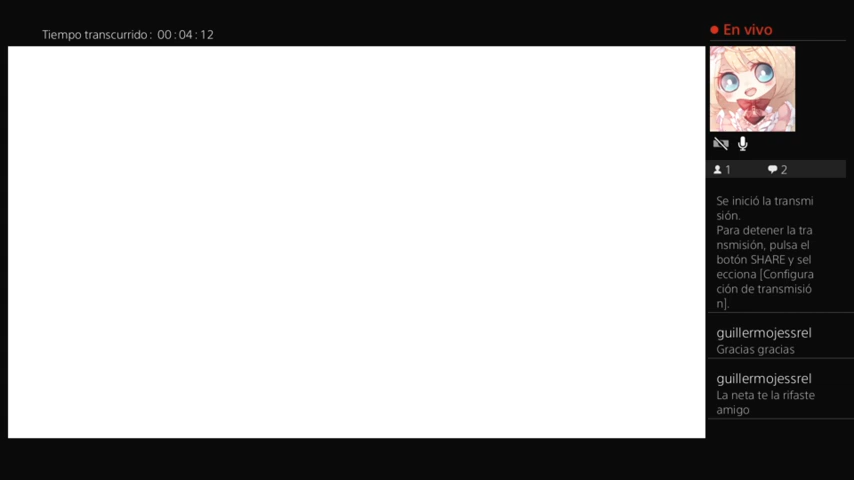 Tiempo transcurrido: 00:04:12
En vivo
1 2
Se inició la transmi
sión.
Para detener la tra
nsmisión, pulsa el
botón SHARE y sel
ecciona [Configura
ción de transmisió
n].
guillermojessrel
Gracias gracias
guillermojessrel
La neta te la rifaste
amigo